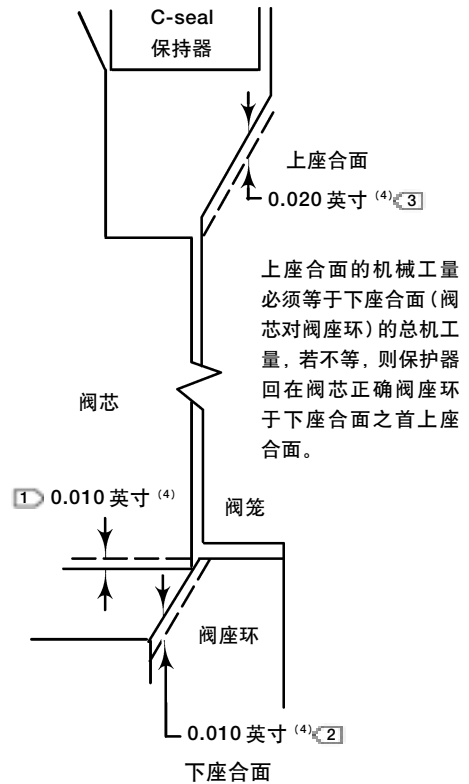 C-seal
保持器
上座合面
0.020 英寸 (4) 3
上座合面的机械工量
必须等于下座合面（阀
芯对阀座环）的总机工
量，若不等，则保护器
回在阀芯正确阀座环
于下座合面之首上座
合面。
阀芯
1 0.010 英寸 (4)
阀笼
阀座环
0.010 英寸 (4) 2
下座合面